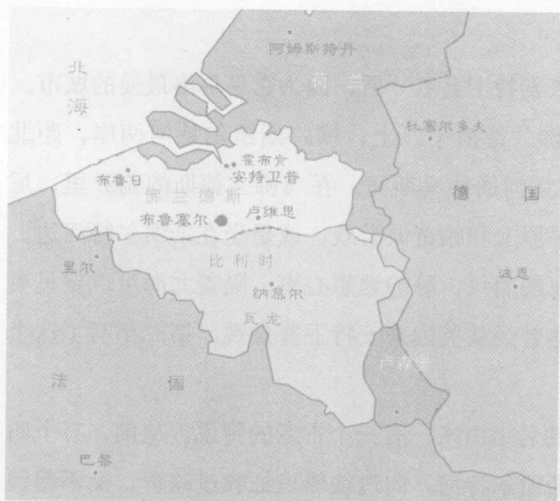 阿姆斯特丹
北
海
荷 兰
杜塞尔多夫
霍布肯
安特卫普
布鲁日
佛兰德斯
德 国
布鲁塞尔
卢维思
里尔
比利时
波恩
纳慕尔
瓦龙
卢森堡
法 国
巴黎